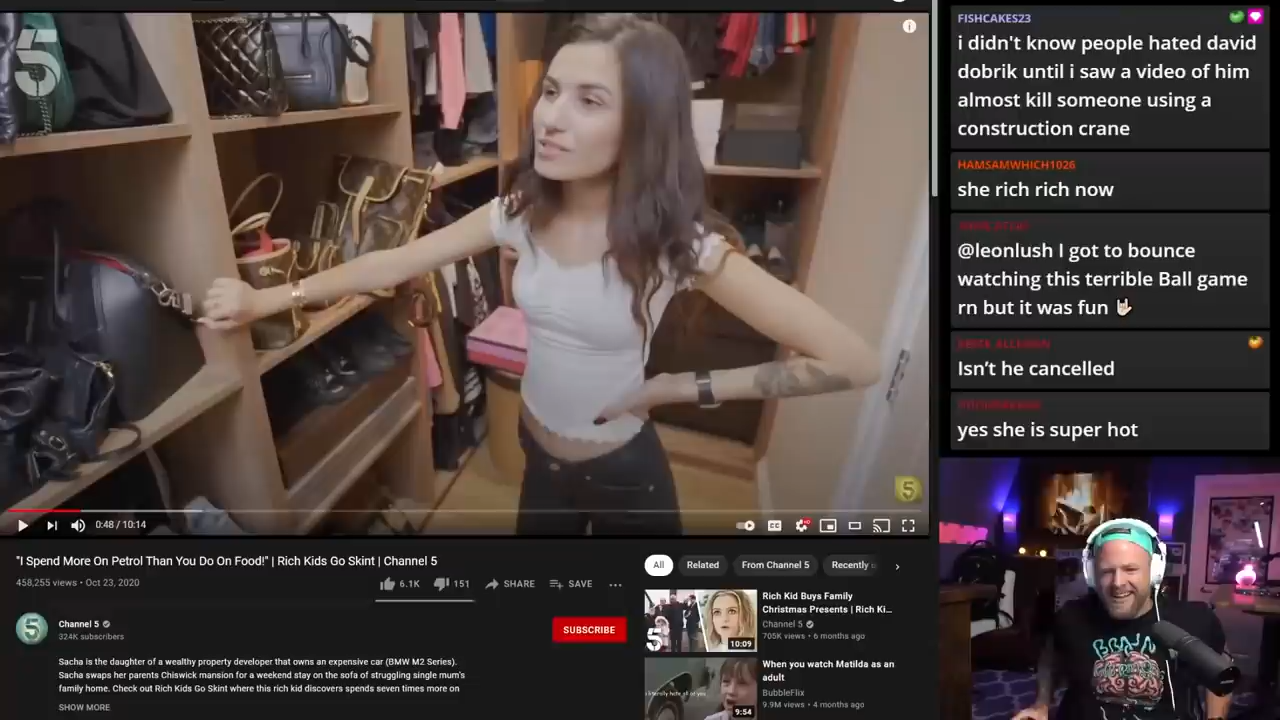 5
5
0:48 / 10:14
"I Spend More On Petrol Than You Do On Food!" | Rich Kids Go Skint | Channel 5
458,255 views • Oct 23, 2020
6.1K
151
SHARE
SAVE
Channel 5
324K subscribers
SUBSCRIBE
Sacha is the daughter of a wealthy property developer that owns an expensive car (BMW M2 Series).
Sacha swaps her parents Chiswick mansion for a weekend stay on the sofa of struggling single mum's
family home. Check out Rich Kids Go Skint where this rich kid discovers spends seven times more on
SHOW MORE
All
Related
From Channel 5
Recently
Rich Kid Buys Family
Christmas Presents | Rich Ki...
Channel 5
705K views • 6 months ago
5
10:09
When you watch Matilda as an
adult
BubbleFlix
9.9M views • 4 months ago
9:54
FISHCAKES23
i didn't know people hated david
dobrik until i saw a video of him
almost kill someone using a
construction crane
HAMSAMWHICH1026
she rich rich now
@leonlush I got to bounce
watching this terrible Ball game
rn but it was fun 🤘🏻
Isn't he cancelled
yes she is super hot